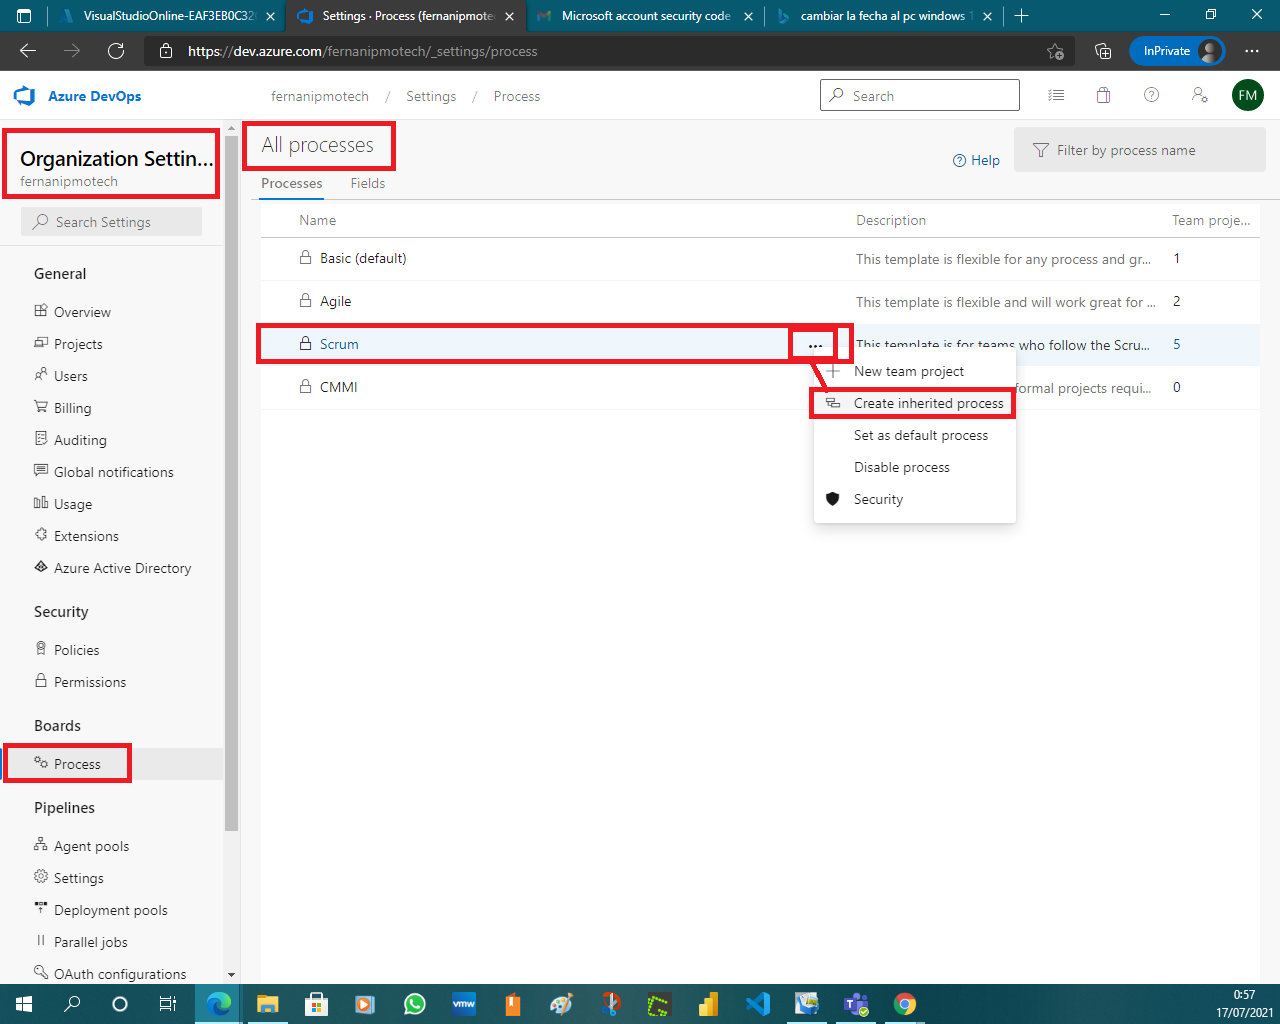 VisualStudioOnline-EAF3EB0C32
Settings · Process (fernanipmote
Microsoft account security code
cambiar la fecha al pc windows 1
https://dev.azure.com/fernanipmotech/_settings/process
InPrivate
Azure DevOps
fernanipmotech / Settings / Process
Search
FM
Organization Settin...
fernanipmotech
Search Settings
General
Overview
Projects
Users
Billing
Auditing
Global notifications
Usage
Extensions
Azure Active Directory
Security
Policies
Permissions
Boards
Process
Pipelines
Agent pools
Settings
Deployment pools
Parallel jobs
OAuth configurations
All processes
Help
Filter by process name
Processes Fields
Name Description Team proje...
Basic (default) This template is flexible for any process and gr... 1
Agile This template is flexible and will work great for ... 2
Scrum ... This template is for teams who follow the Scru... 5
CMMI formal projects requi... 0
New team project
Create inherited process
Set as default process
Disable process
Security
vmw
0:57
17/07/2021